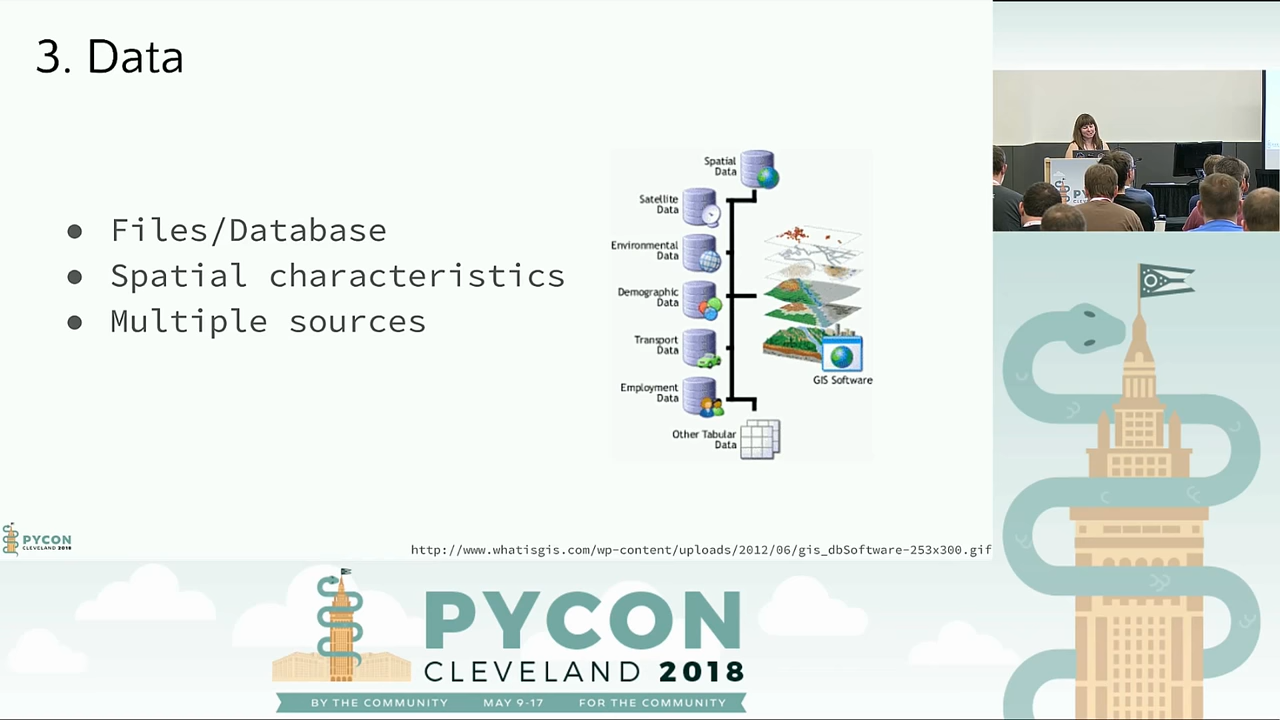 3. Data
● Files/Database
● Spatial characteristics
● Multiple sources
Spatial
Data
Satellite
Data
Environmental
Data
Demographic
Data
Transport
Data
Employment
Data
Other Tabular
Data
GIS Software
PYCON
CLEVELAND 2018
http://www.whatisgis.com/wp-content/uploads/2012/06/gis_dbSoftware-253x300.gif
PYCON
CLEVELAND 2018
BY THE COMMUNITY MAY 9-17 FOR THE COMMUNITY